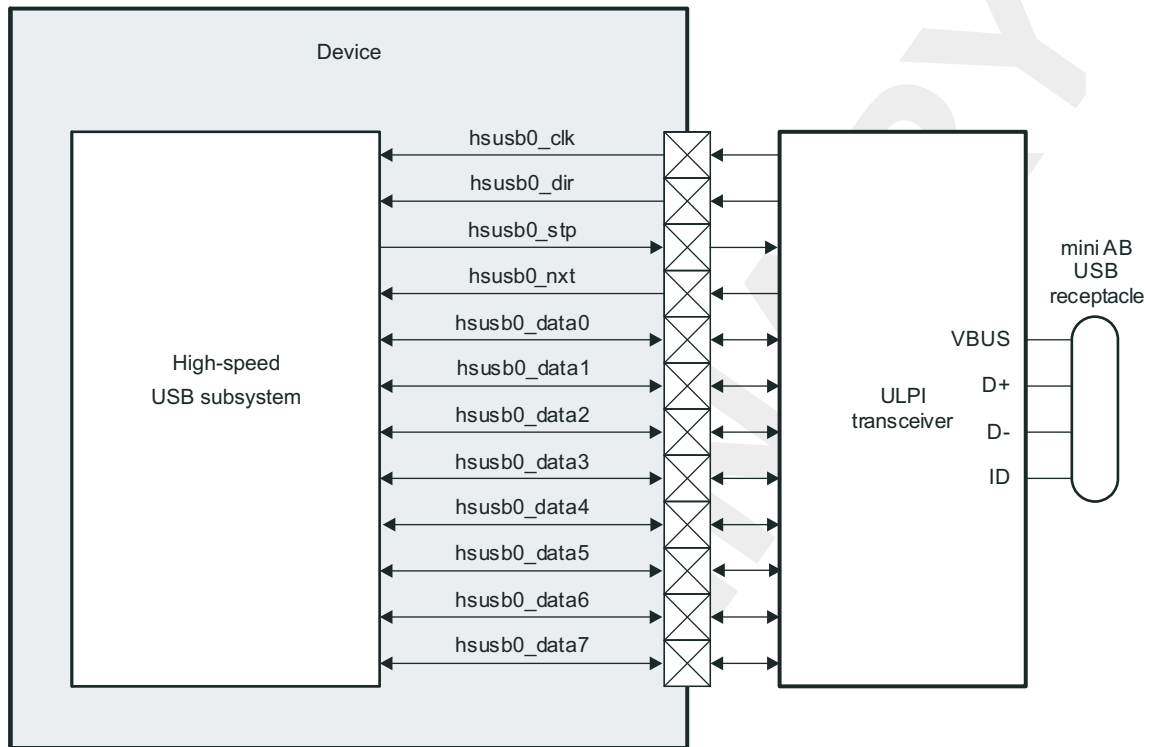 Device
hsusb0_clk
hsusb0_dir
hsusb0_stp
hsusb0_nxt
hsusb0_data0
hsusb0_data1
hsusb0_data2
hsusb0_data3
hsusb0_data4
hsusb0_data5
hsusb0_data6
hsusb0_data7
High-speed
USB subsystem
ULPI
transceiver
VBUS
D+
D-
ID
mini AB
USB
receptacle